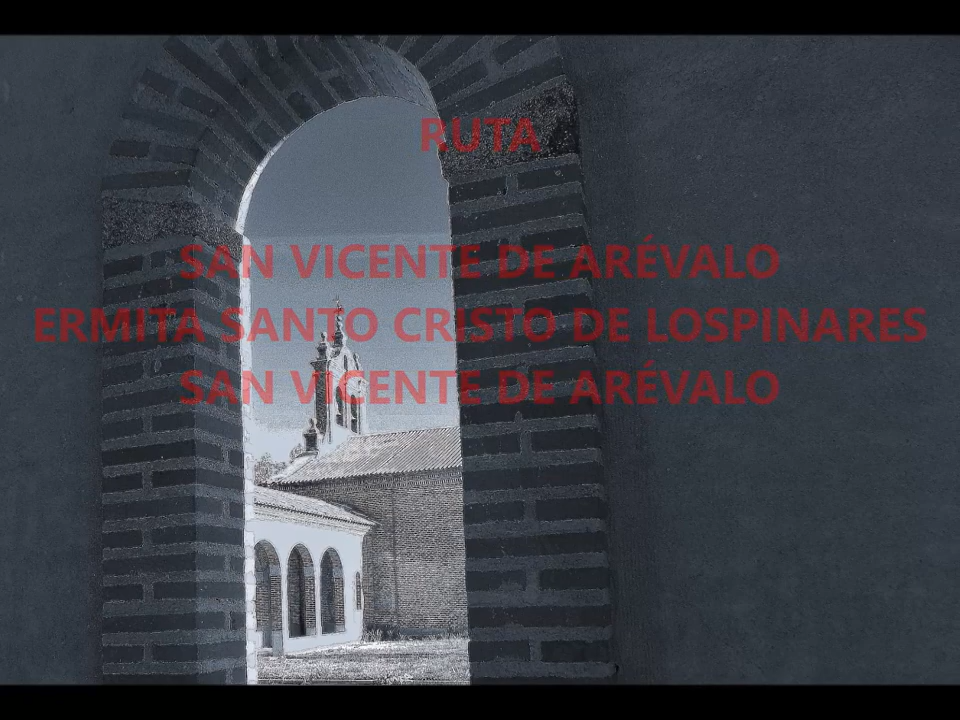 RUTA
SAN VICENTE DE ARÉVALO
ERMITA SANTO CRISTO DE LOSPINARES
SAN VICENTE DE ARÉVALO